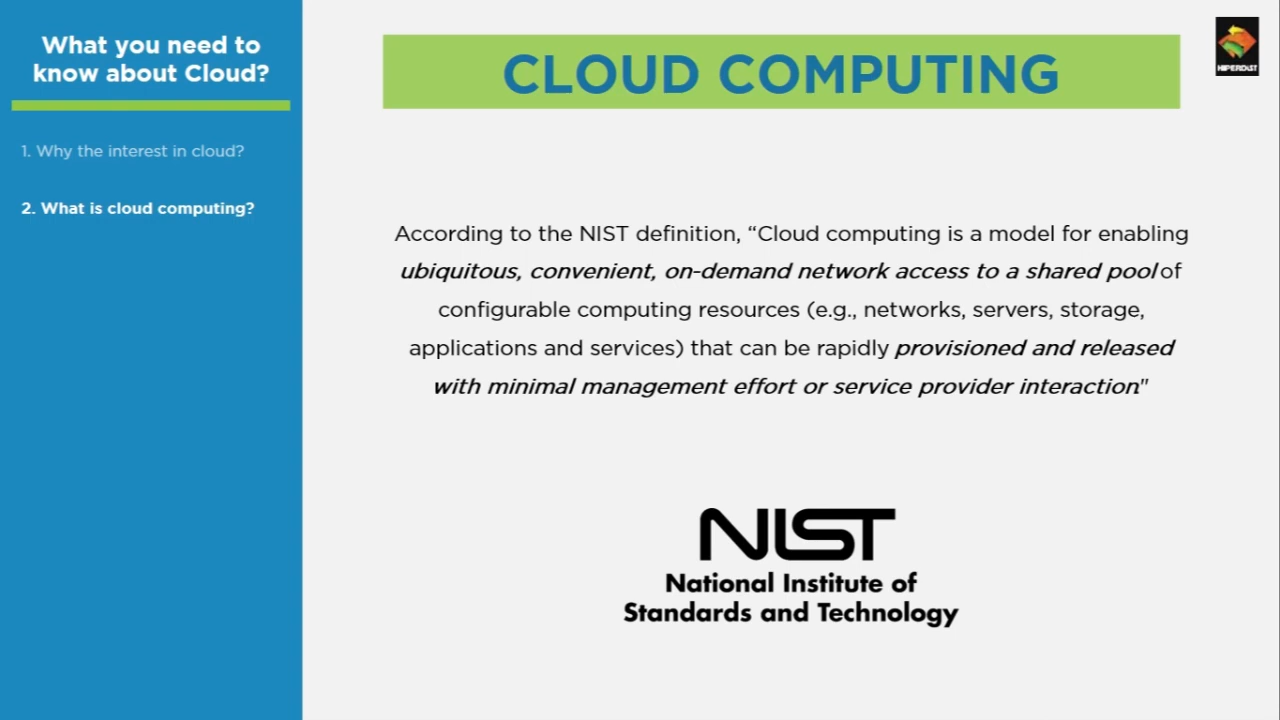 What you need to
know about Cloud?
1. Why the interest in cloud?
2. What is cloud computing?
CLOUD COMPUTING
According to the NIST definition, “Cloud computing is a model for enabling
ubiquitous, convenient, on-demand network access to a shared pool of
configurable computing resources (e.g., networks, servers, storage,
applications and services) that can be rapidly provisioned and released
with minimal management effort or service provider interaction"
NIST
National Institute of
Standards and Technology
HIPERDIST